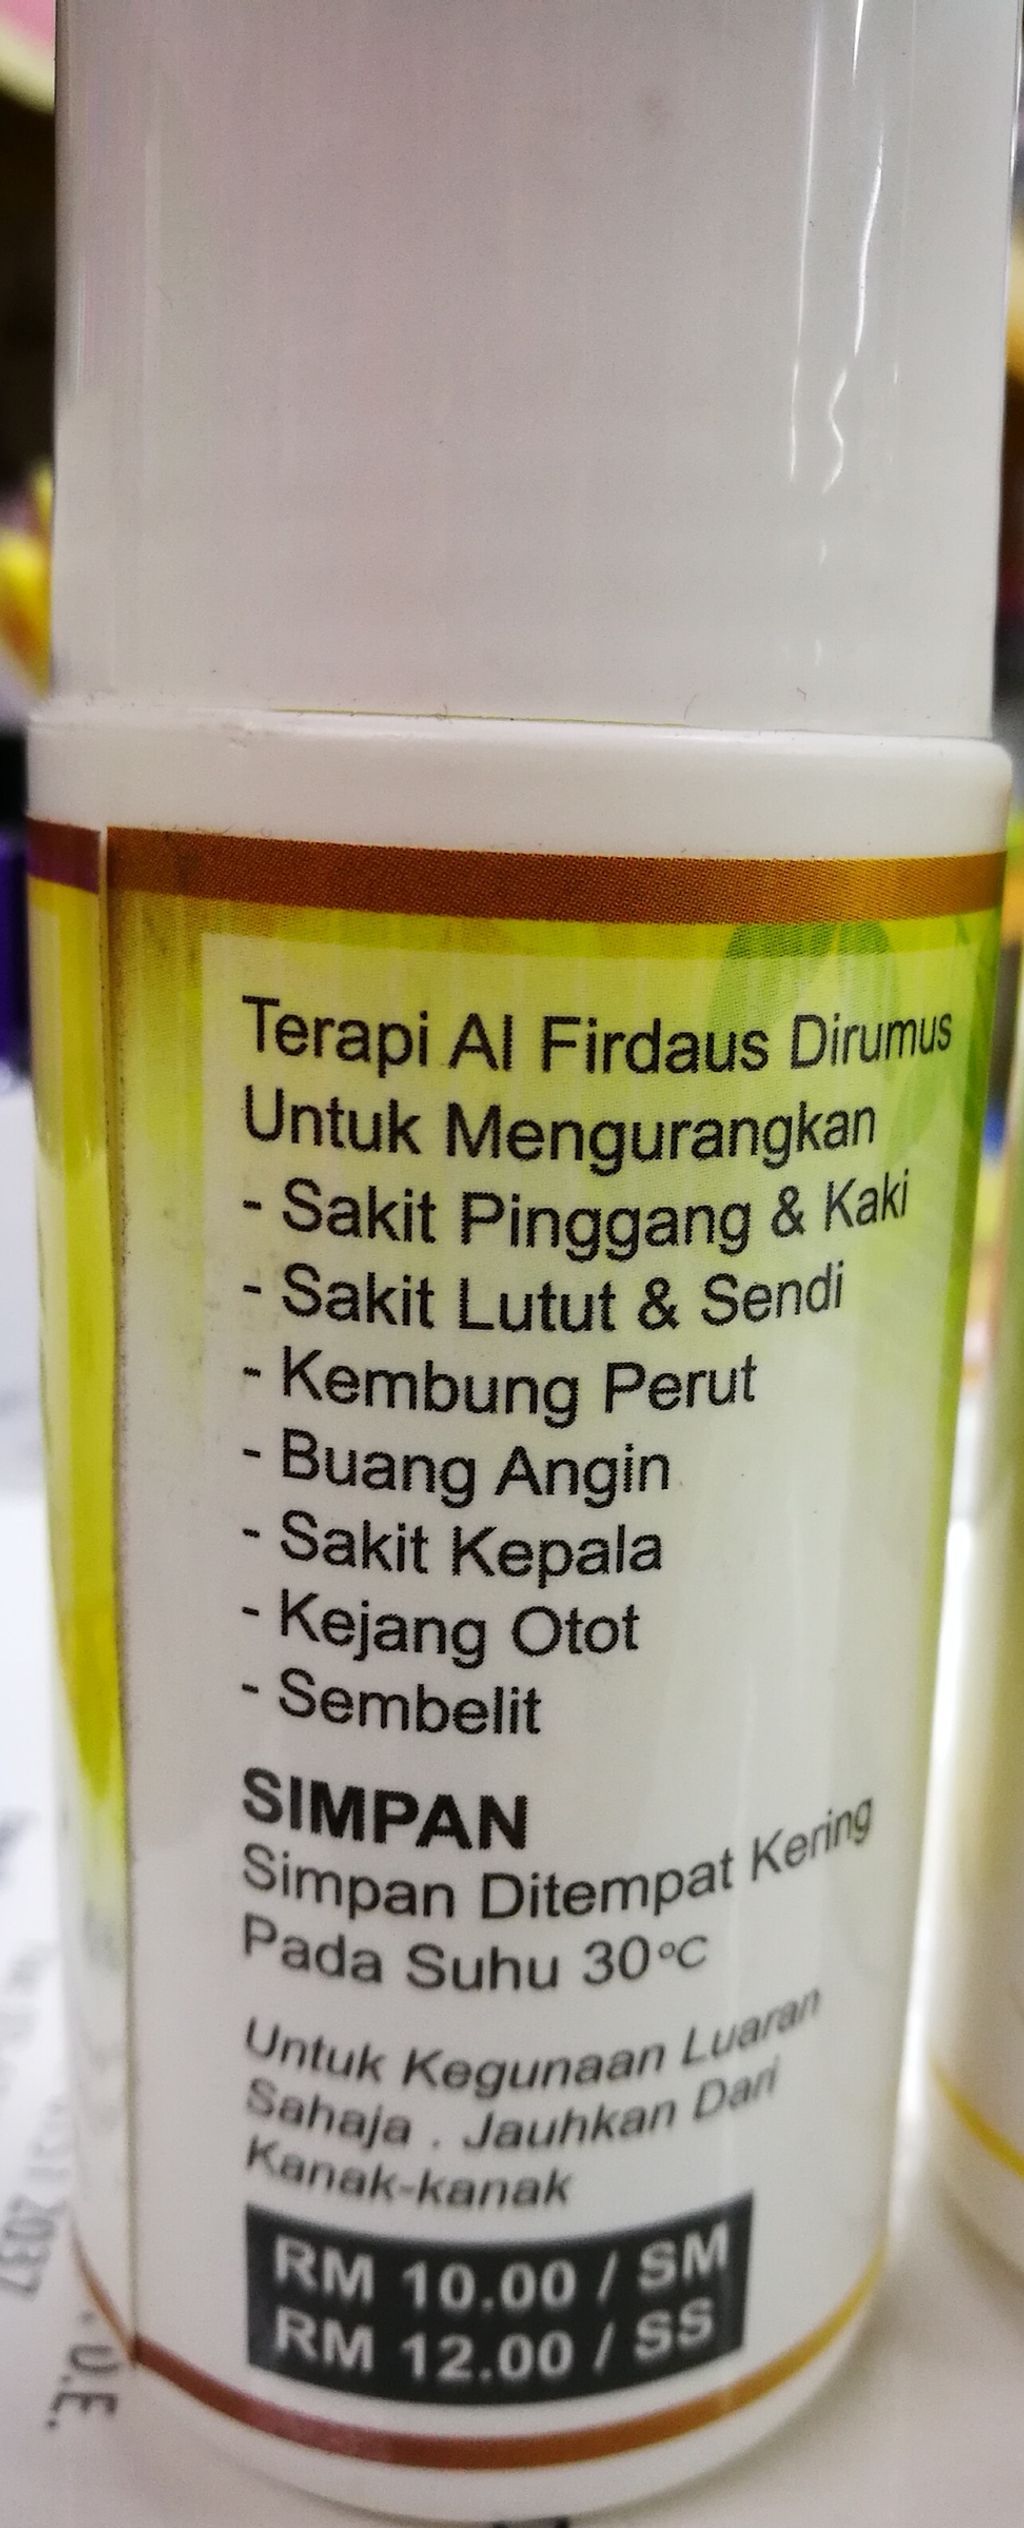 Terapi Al Firdaus Dirumus
Untuk Mengurangkan
- Sakit Pinggang & Kaki
- Sakit Lutut & Sendi
- Kembung Perut
- Buang Angin
- Sakit Kepala
- Kejang Otot
- Sembelit
SIMPAN
Simpan Ditempat Kering
Pada Suhu 30°C
Untuk Kegunaan Luaran
Sahaja . Jauhkan Dari
Kanak-kanak
RM 10.00 / SM
RM 12.00 / SS